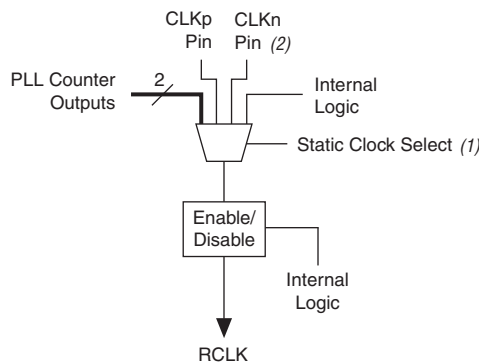 CLKp
Pin
CLKn
Pin (2)
PLL Counter
Outputs
2
Internal
Logic
Static Clock Select (1)
Enable/
Disable
Internal
Logic
RCLK